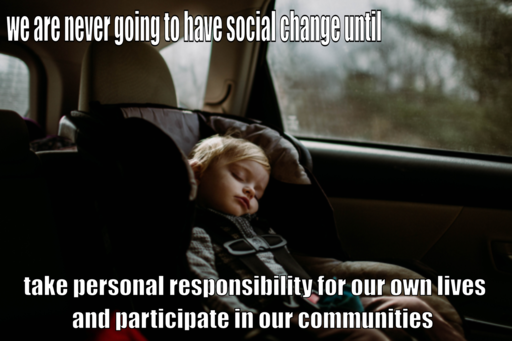 we are never going to have social change until
take personal responsibility for our own lives
and participate in our communities